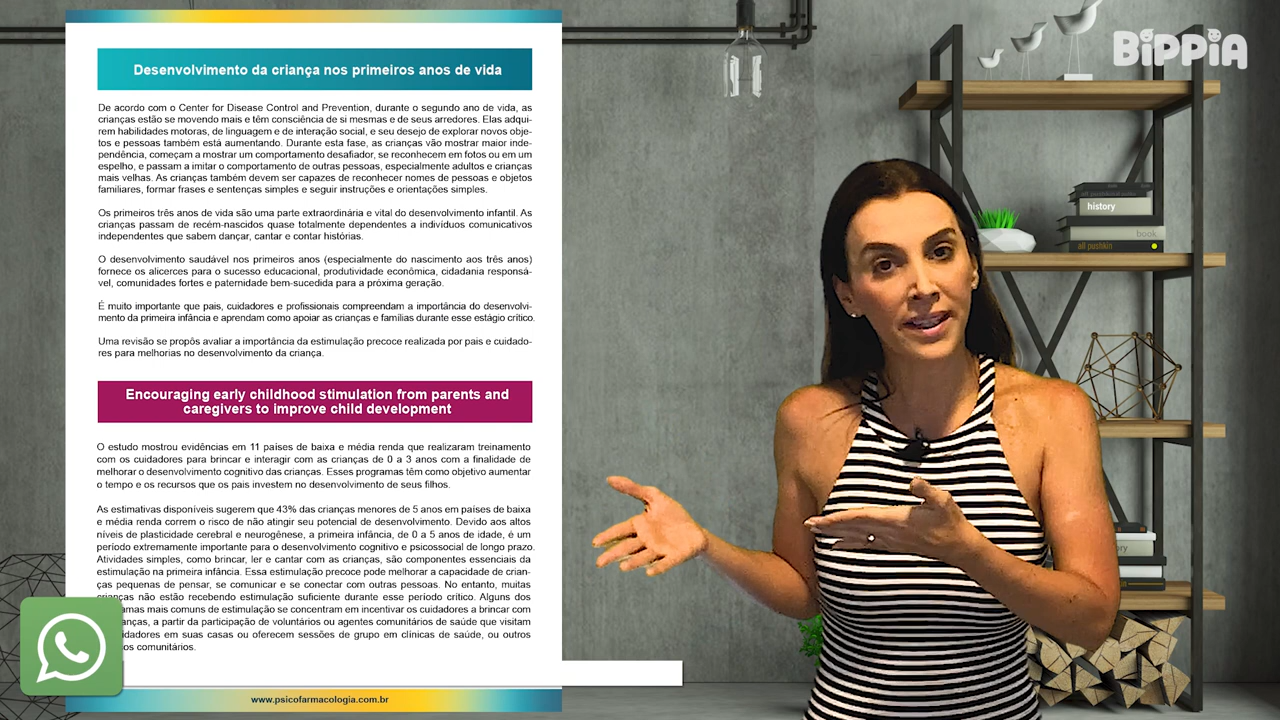 BiPPiA
Desenvolvimento da criança nos primeiros anos de vida
De acordo com o Center for Disease Control and Prevention, durante o segundo ano de vida, as
crianças estão se movendo mais e têm consciência de si mesmas e de seus arredores. Elas adqui-
rem habilidades motoras, de linguagem e de interação social, e seu desejo de explorar novos obje-
tos e pessoas também está aumentando. Durante esta fase, as crianças vão mostrar maior inde-
pendência, começam a mostrar um comportamento desafiador, se reconhecem em fotos ou em um
espelho, e passam a imitar o comportamento de outras pessoas, especialmente adultos e crianças
mais velhas. As crianças também devem ser capazes de reconhecer nomes de pessoas e objetos
familiares, formar frases e sentenças simples e seguir instruções e orientações simples.
Os primeiros três anos de vida são uma parte extraordinária e vital do desenvolvimento infantil. As
crianças passam de recém-nascidos quase totalmente dependentes a indivíduos comunicativos
independentes que sabem dançar, cantar e contar histórias.
O desenvolvimento saudável nos primeiros anos (especialmente do nascimento aos três anos)
fornece os alicerces para o sucesso educacional, produtividade econômica, cidadania responsá-
vel, comunidades fortes e paternidade bem-sucedida para a próxima geração.
É muito importante que pais, cuidadores e profissionais compreendam a importância do desenvolvi-
mento da primeira infância e aprendam como apoiar as crianças e famílias durante esse estágio crítico.
Uma revisão se propôs avaliar a importância da estimulação precoce realizada por pais e cuidado-
res para melhorias no desenvolvimento da criança.
Encouraging early childhood stimulation from parents and
caregivers to improve child development
O estudo mostrou evidências em 11 países de baixa e média renda que realizaram treinamento
com os cuidadores para brincar e interagir com as crianças de 0 a 3 anos com a finalidade de
melhorar o desenvolvimento cognitivo das crianças. Esses programas têm como objetivo aumentar
o tempo e os recursos que os pais investem no desenvolvimento de seus filhos.
As estimativas disponíveis sugerem que 43% das crianças menores de 5 anos em países de baixa
e média renda correm o risco de não atingir seu potencial de desenvolvimento. Devido aos altos
níveis de plasticidade cerebral e neurogênese, a primeira infância, de 0 a 5 anos de idade, é um
período extremamente importante para o desenvolvimento cognitivo e psicossocial de longo prazo.
Atividades simples, como brincar, ler e cantar com as crianças, são componentes essenciais da
estimulação na primeira infância. Essa estimulação precoce pode melhorar a capacidade de crian-
ças pequenas de pensar, se comunicar e se conectar com outras pessoas. No entanto, muitas
crianças não estão recebendo estimulação suficiente durante esse período crítico. Alguns dos
amas mais comuns de estimulação se concentram em incentivar os cuidadores a brincar com
anças, a partir da participação de voluntários ou agentes comunitários de saúde que visitam
idadores em suas casas ou oferecem sessões de grupo em clínicas de saúde, ou outros
os comunitários.
www.psicofarmacologia.com.br
history
book
all pushkin